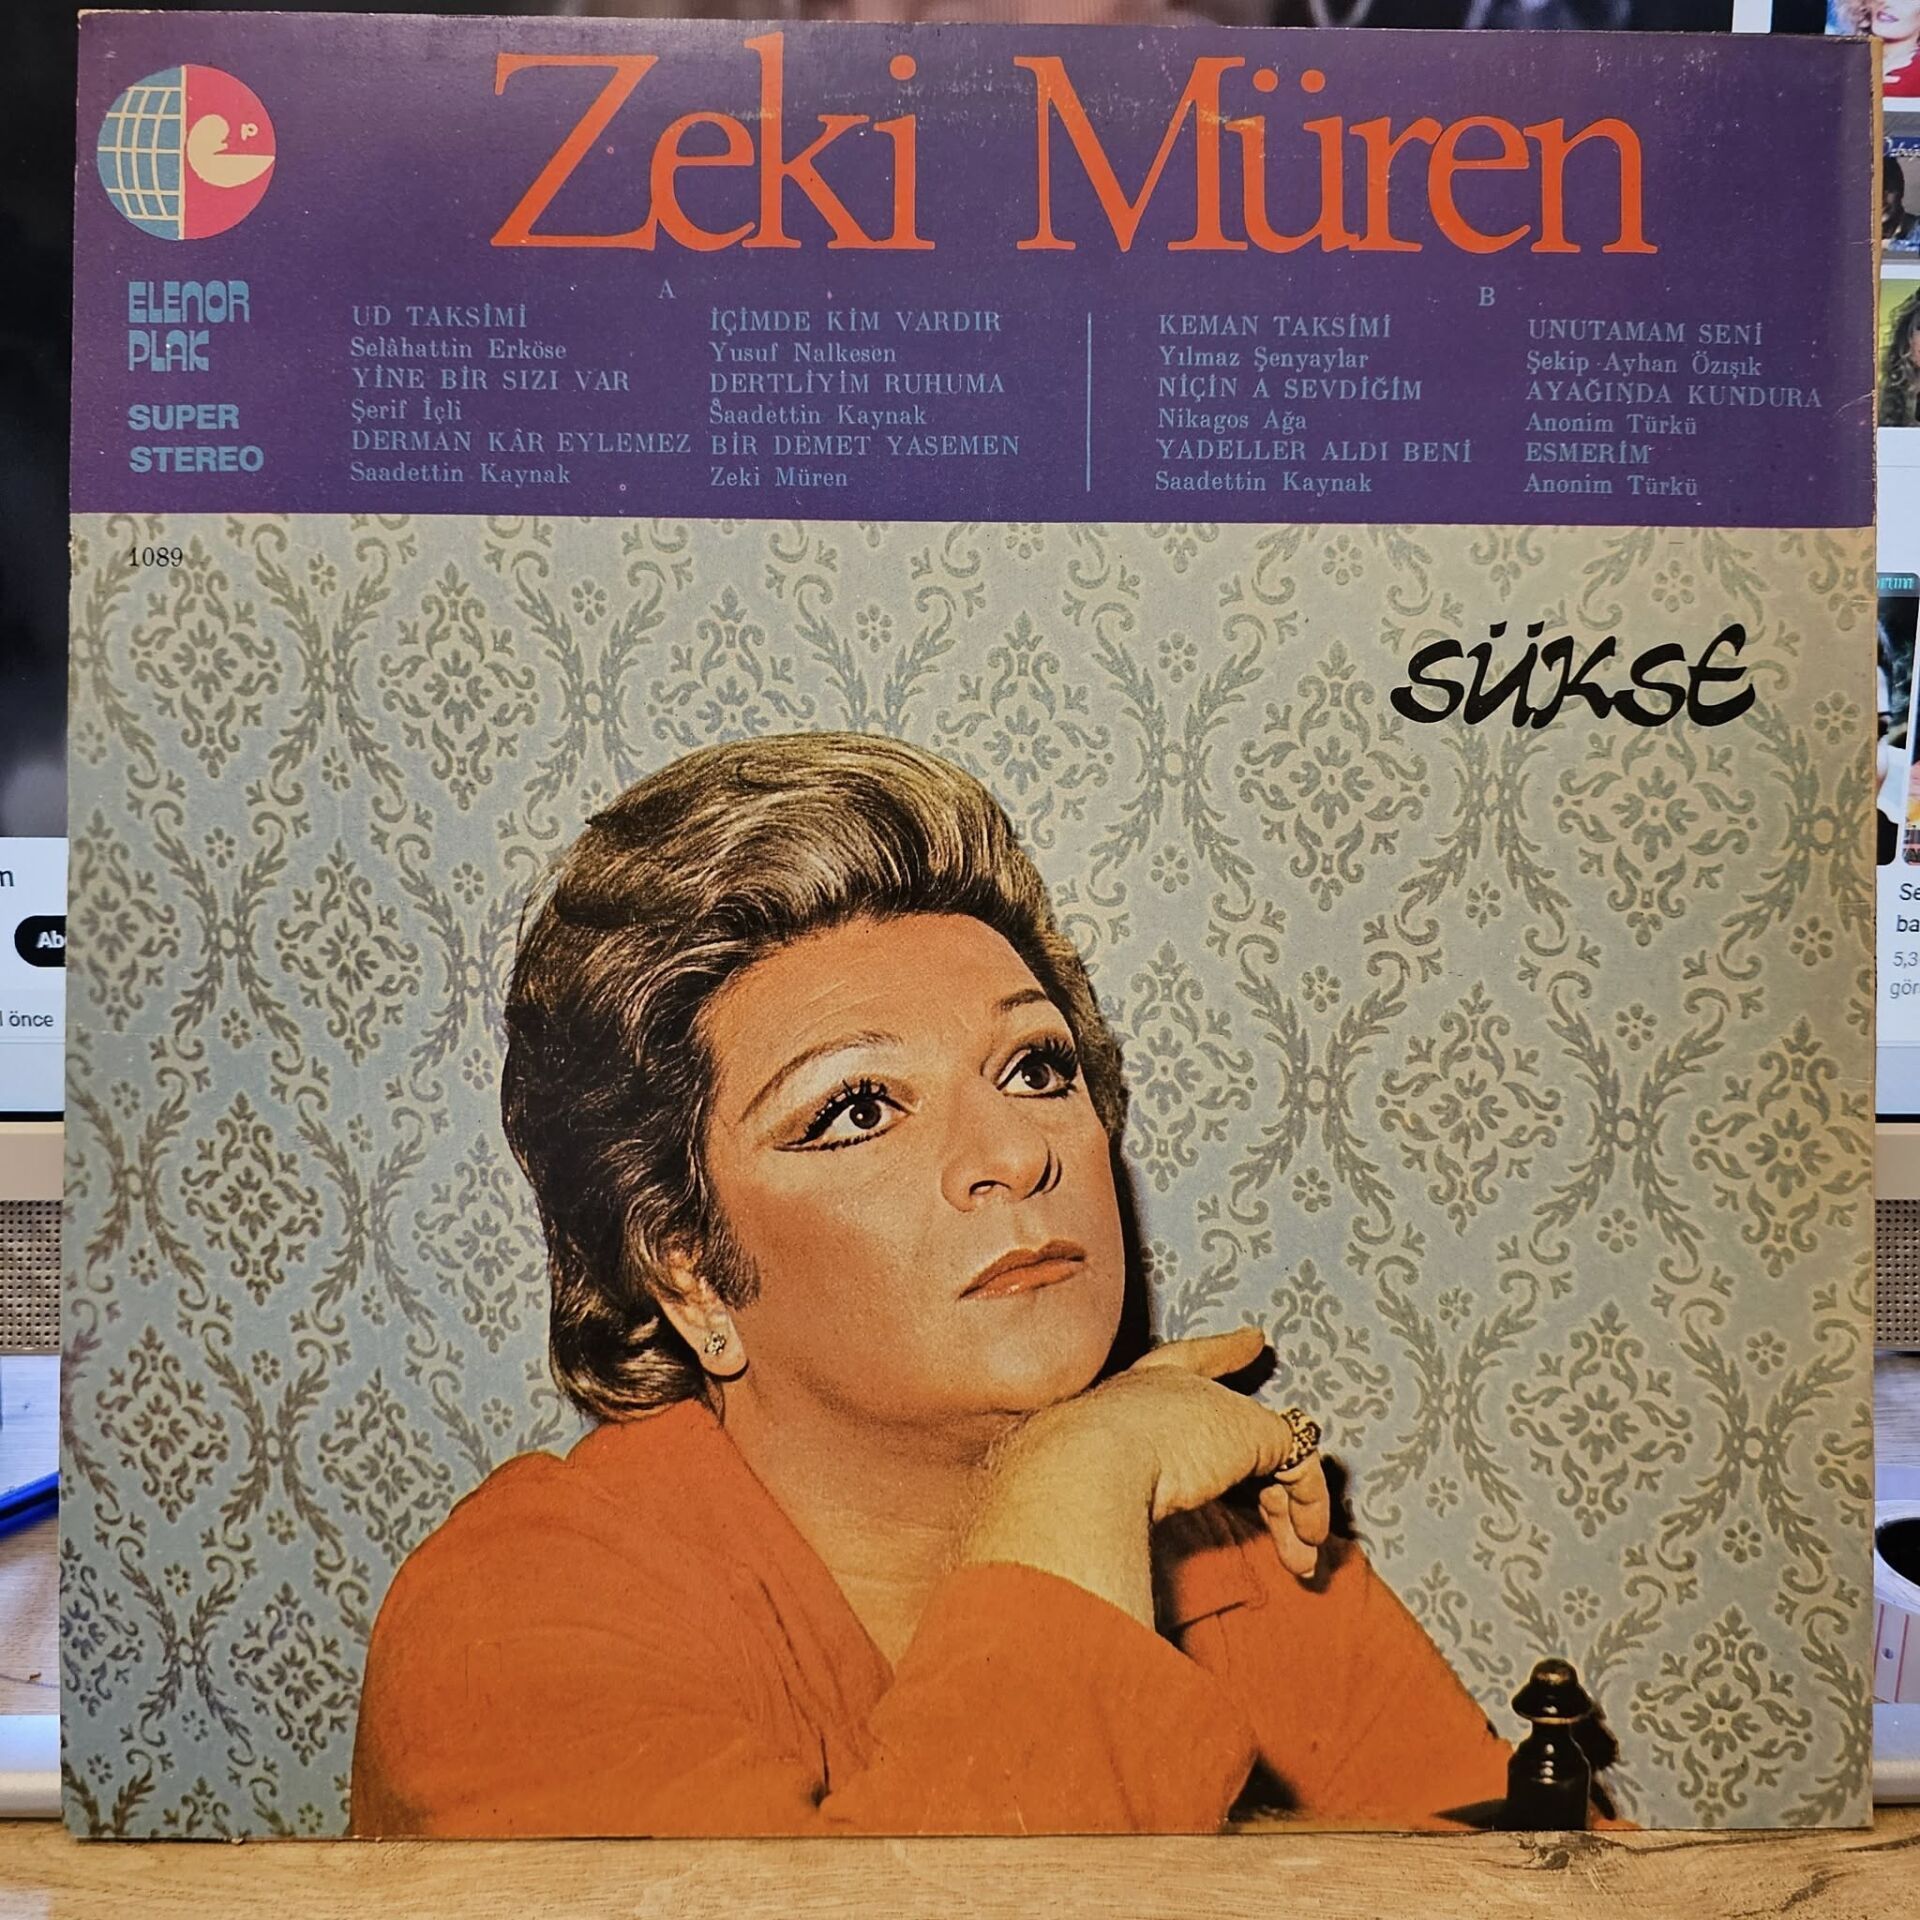 Zeki Müren
p
ELENOR
PLAK
SUPER
STEREO
A
UD TAKSİMİ
Selâhattin Erköse
YİNE BİR SIZI VAR
Şerif İçli
DERMAN KÂR EYLEMEZ
Saadettin Kaynak
İÇİMDE KİM VARDIR
Yusuf Nalkesen
DERTLİYİM RUHUMA
Saadettin Kaynak
BİR DEMET YASEMEN
Zeki Müren
B
KEMAN TAKSİMİ
Yılmaz Şenyaylar
NİÇİN A SEVDİĞİM
Nikagos Ağa
YADELLER ALDI BENİ
Saadettin Kaynak
UNUTAMAM SENİ
Şekip Ayhan Özışık
AYAĞINDA KUNDURA
Anonim Türkü
ESMERİM
Anonim Türkü
1089
SÜKSE
önce
5,3